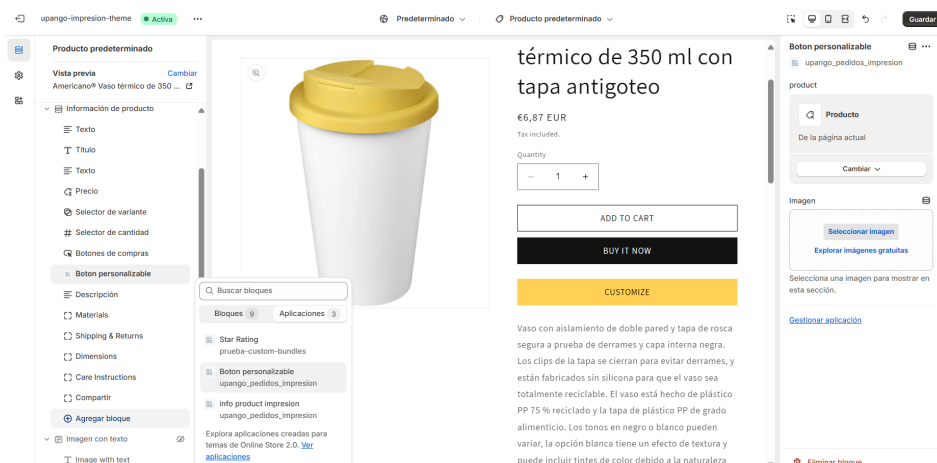 upango-impresion-theme
Activa
Predeterminado
Producto predeterminado
Guardar
Producto predeterminado
Vista previa
Cambiar
Americano® Vaso térmico de 350 ...
Información de producto
Texto
Título
Texto
Precio
Selector de variante
Selector de cantidad
Botones de compras
Boton personalizable
Descripción
Materials
Shipping & Returns
Dimensions
Care Instructions
Compartir
Agregar bloque
Imagen con texto
Image with text
Buscar bloques
Bloques 9
Aplicaciones 3
Star Rating
prueba-custom-bundles
Boton personalizable
upango_pedidos_impresion
info product impresion
upango_pedidos_impresion
Explora aplicaciones creadas para
temas de Online Store 2.0. Ver
aplicaciones
térmico de 350 ml con
tapa antigoteo
€6,87 EUR
Tax included.
Quantity
− 1 +
ADD TO CART
BUY IT NOW
CUSTOMIZE
Vaso con aislamiento de doble pared y tapa de rosca
segura a prueba de derrames y capa interna negra.
Los clips de la tapa se cierran para evitar derrames, y
están fabricados sin silicona para que el vaso sea
totalmente reciclable. El vaso está hecho de plástico
PP 75 % reciclado y la tapa de plástico PP de grado
alimenticio. Los tonos en negro o blanco pueden
variar, la opción blanca tiene un efecto de textura y
puede incluir tintes de color debido a la naturaleza
Boton personalizable
upango_pedidos_impresion
product
Producto
De la página actual
Cambiar
Imagen
Seleccionar imagen
Explorar imágenes gratuitas
Selecciona una imagen para mostrar en
esta sección.
Gestionar aplicación
Eliminar bloque